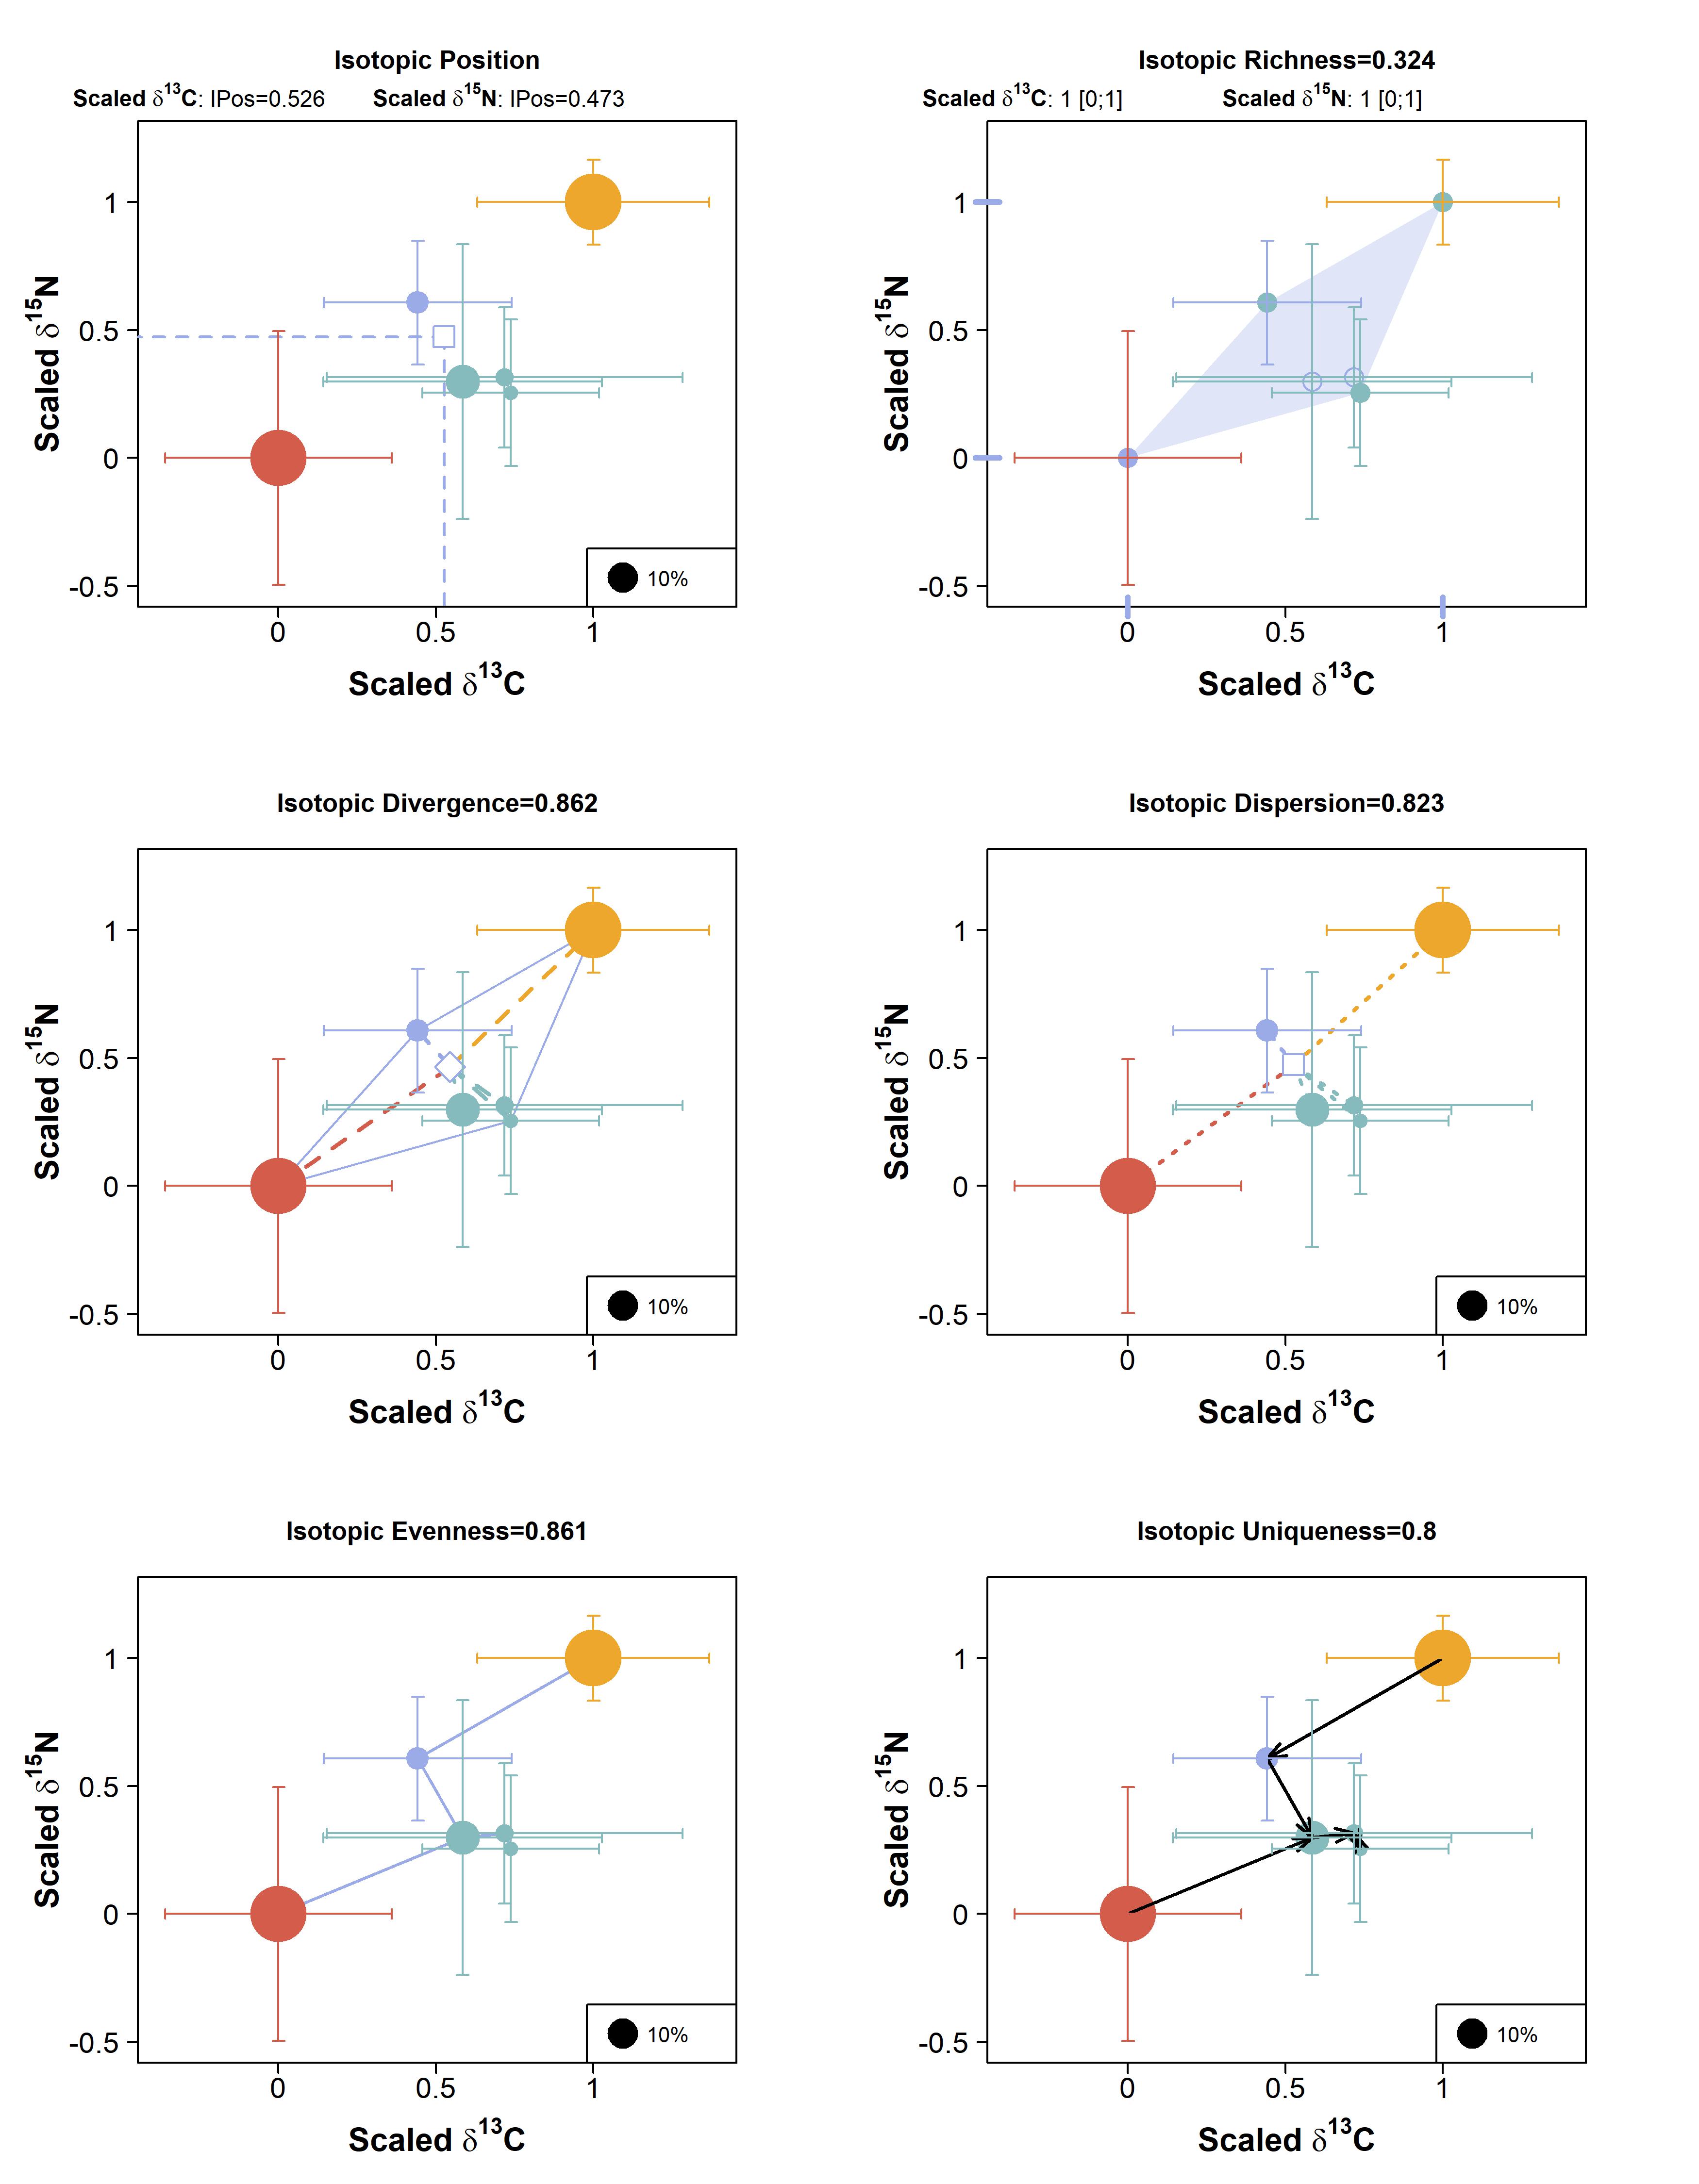 Isotopic Position
Scaled δ¹³C: IPos=0.526 Scaled δ¹⁵N: IPos=0.473
Scaled δ¹⁵N
1
0.5
0
-0.5
10%
0 0.5 1
Scaled δ¹³C
Isotopic Richness=0.324
Scaled δ¹³C: 1 [0;1] Scaled δ¹⁵N: 1 [0;1]
Scaled δ¹⁵N
1
0.5
0
-0.5
0 0.5 1
Scaled δ¹³C
Isotopic Divergence=0.862
Scaled δ¹⁵N
1
0.5
0
-0.5
10%
0 0.5 1
Scaled δ¹³C
Isotopic Dispersion=0.823
Scaled δ¹⁵N
1
0.5
0
-0.5
10%
0 0.5 1
Scaled δ¹³C
Isotopic Evenness=0.861
Scaled δ¹⁵N
1
0.5
0
-0.5
10%
0 0.5 1
Scaled δ¹³C
Isotopic Uniqueness=0.8
Scaled δ¹⁵N
1
0.5
0
-0.5
10%
0 0.5 1
Scaled δ¹³C